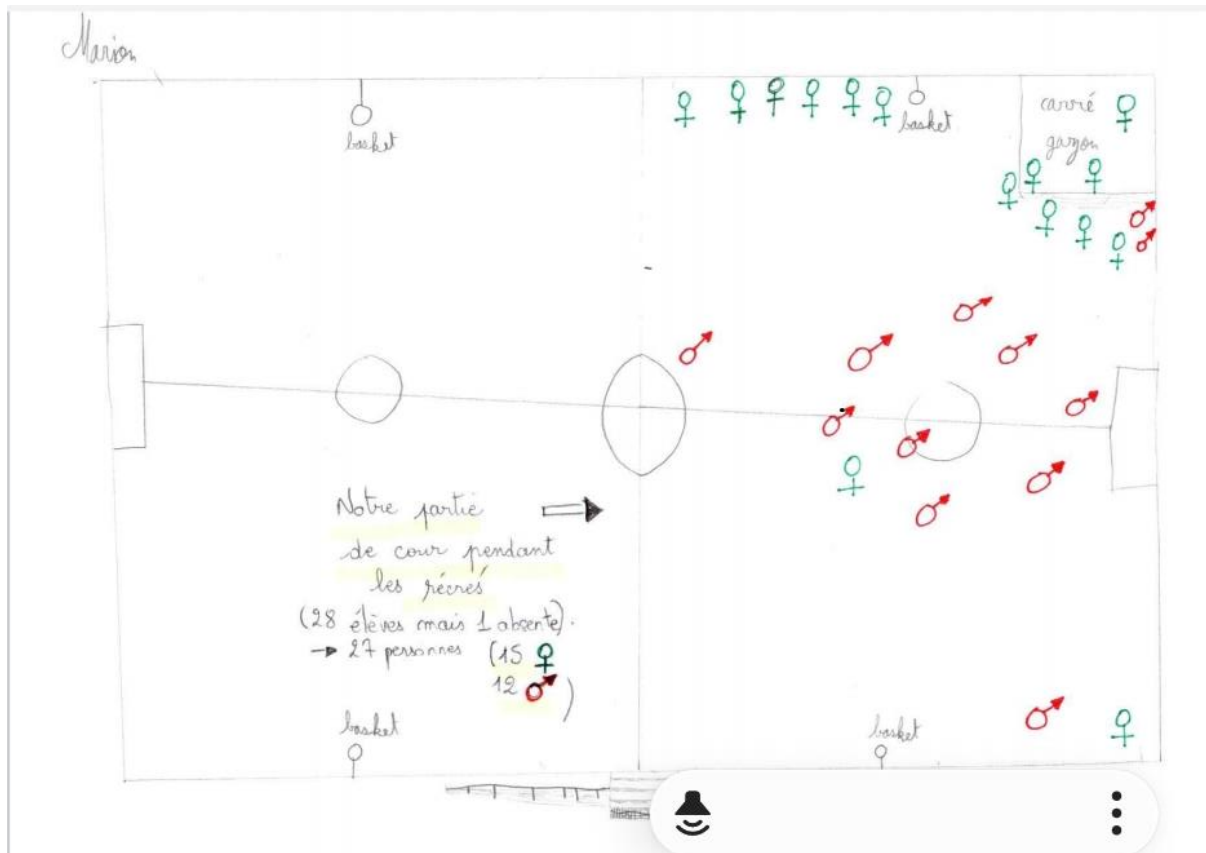 Marion
basket
basket
carré
gazon
Notre partie
de cour pendant
les récrés
(28 élèves mais 1 absente).
→ 27 personnes (15 ♀
12 ♂)
basket
basket